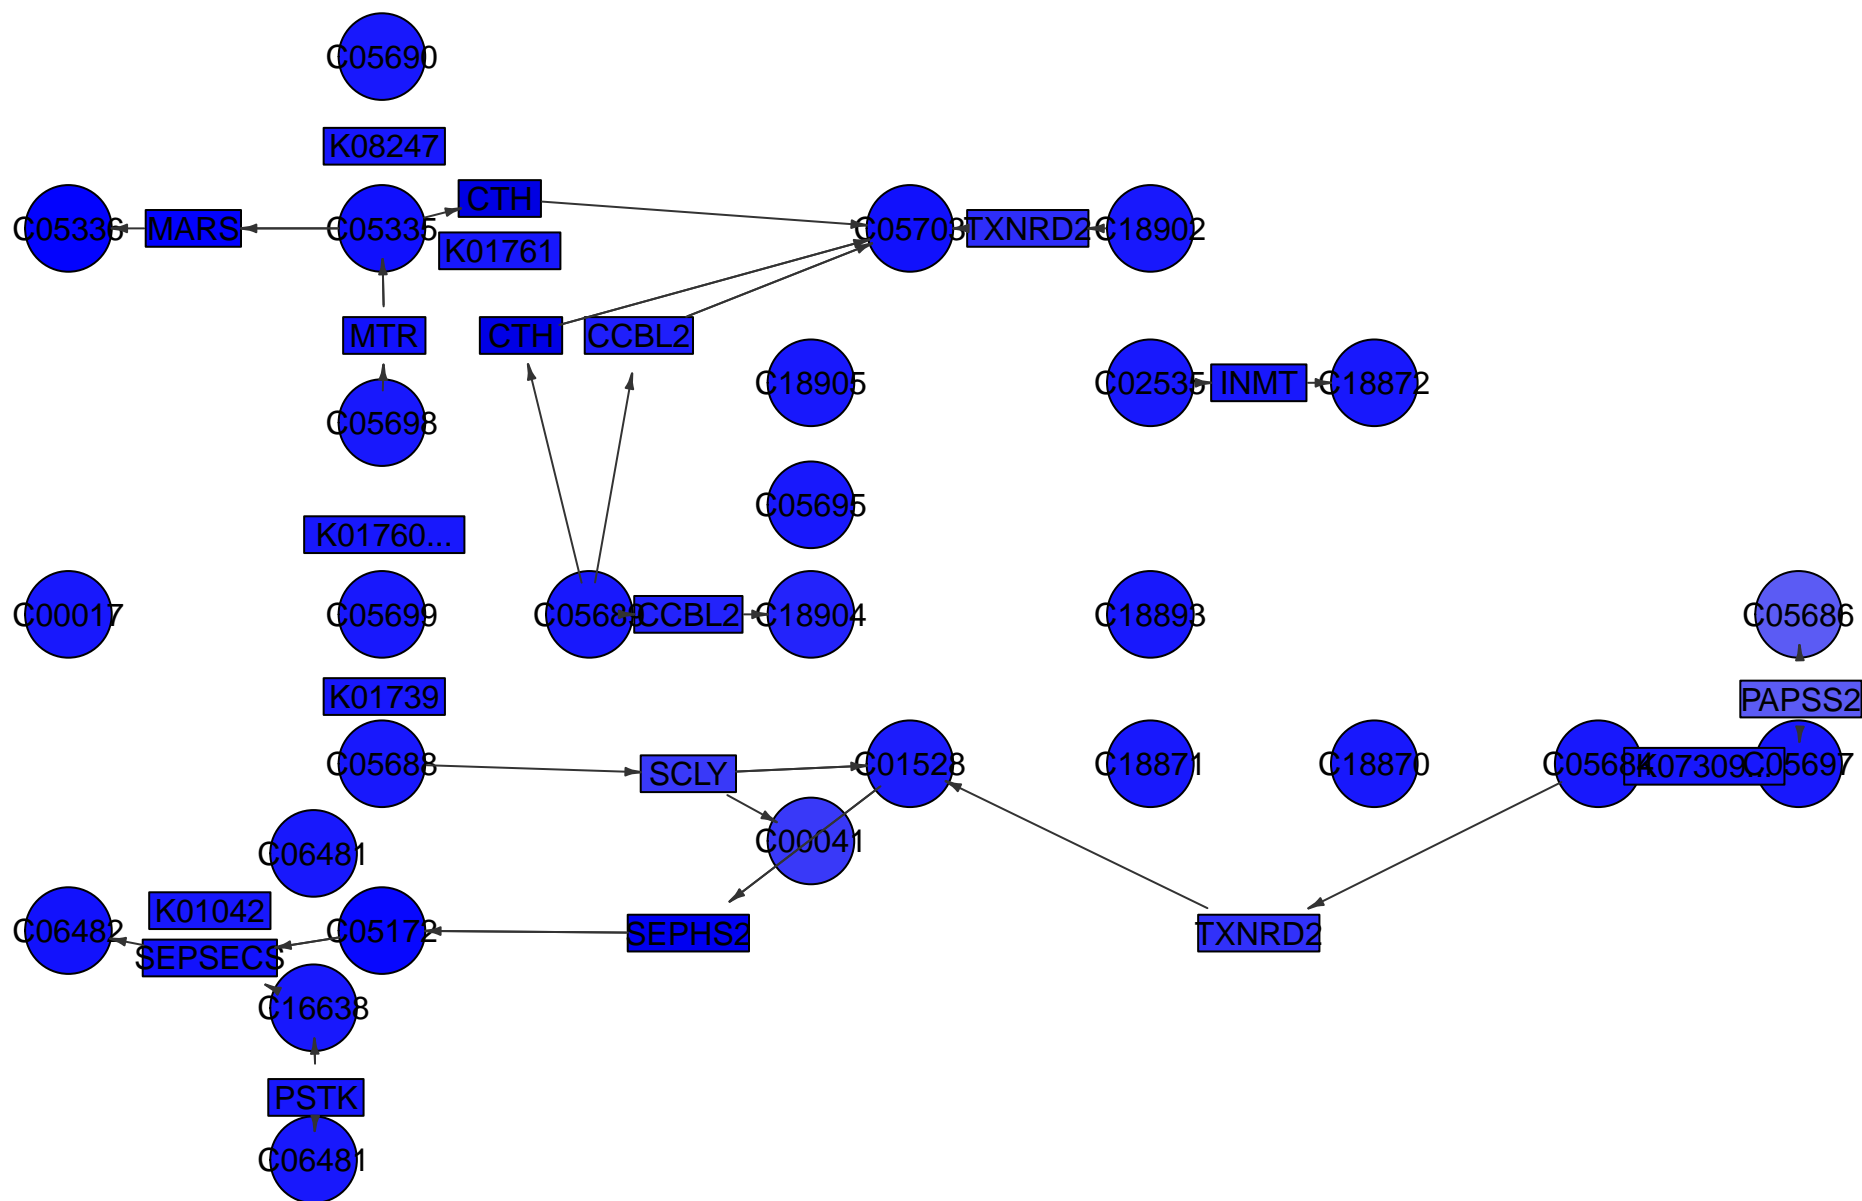 C05690
K08247
CTH
C05336
MARS
C05335
C05703
TXNRD2
C18902
K01761
MTR
CTH
CCBL2
C18905
C02535
INMT
C18872
C05698
C05695
K01760...
C00017
C05699
C05689
CCBL2
C18904
C18893
C05686
K01739
PAPSS2
C05688
SCLY
C01528
C18871
C18870
C05684
K07309...
C05697
C00041
C06481
K01042
C06482
C05172
SEPHS2
TXNRD2
SEPSECS
C16638
PSTK
C06481